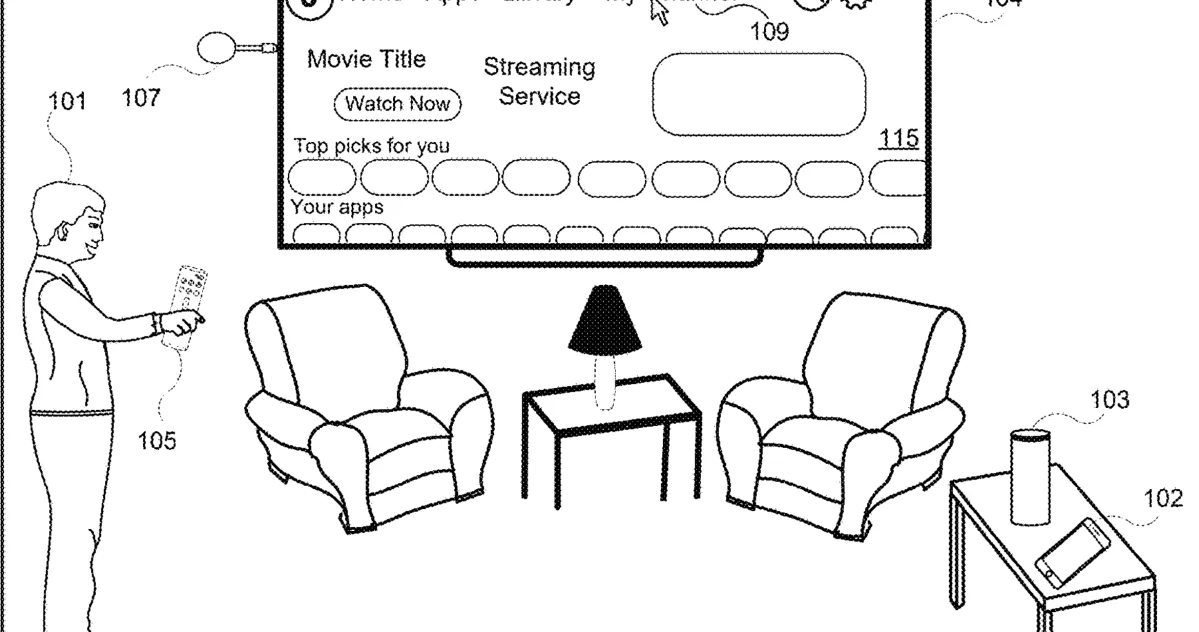 109
107
101
Movie Title
Streaming
Service
Watch Now
115
Top picks for you
Your apps
105
103
102